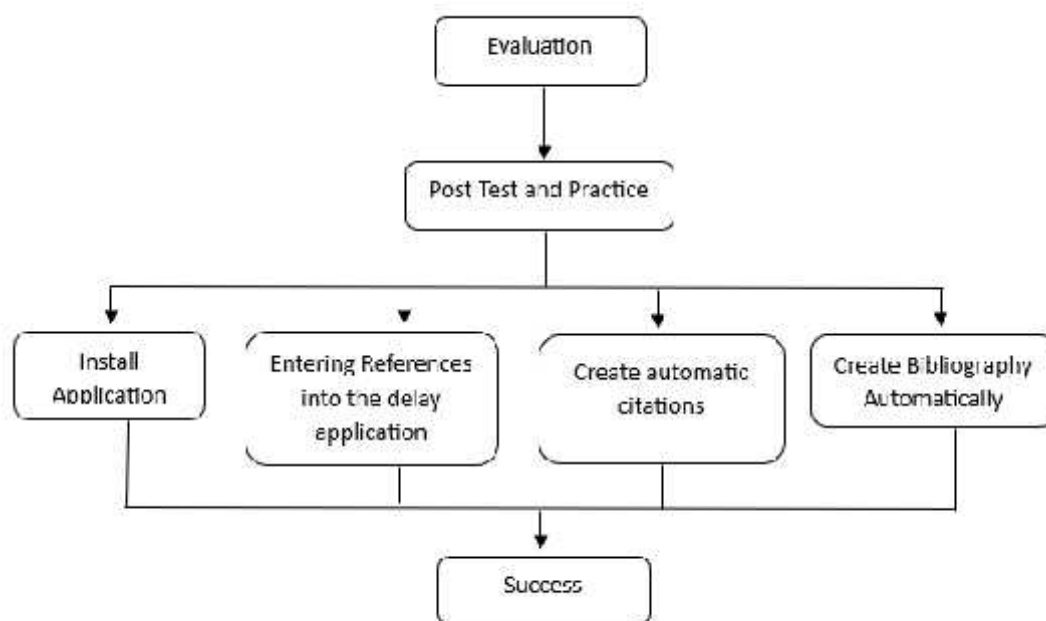 Evaluation
Post Test and Practice
Install
Application
Entering References
into the delay
application
Create automatic
citations
Create Bibliography
Automatically
Success